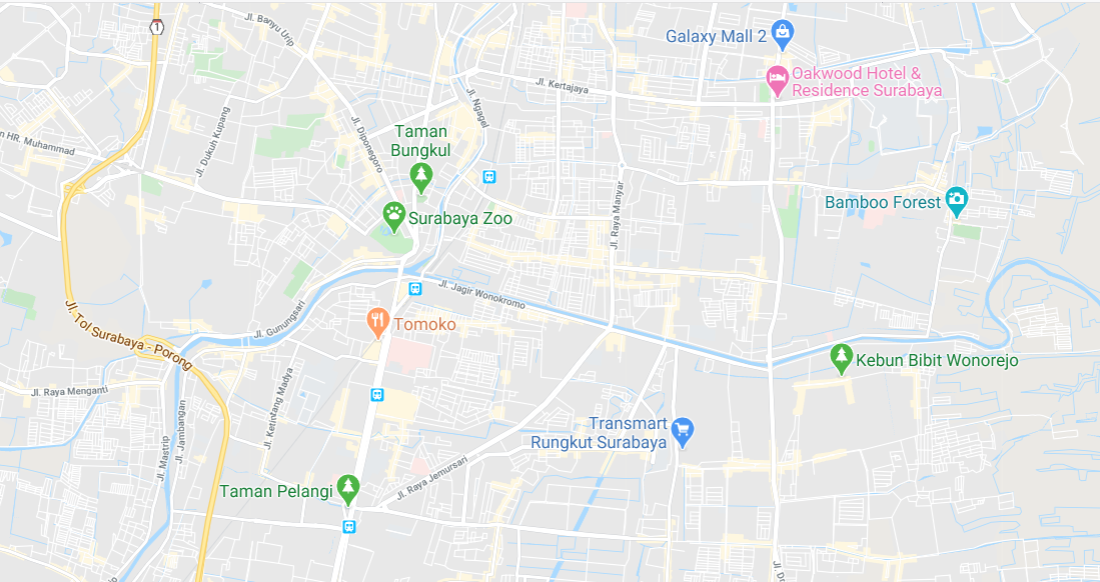 Jl. Banyu Urip
1
Galaxy Mall 2
Oakwood Hotel &
Residence Surabaya
Jl. Kertajaya
Jl. Ngagel
Jl. Dukuh Kupang
Jl. Diponegoro
n HR. Muhammad
Taman
Bungkul
Surabaya Zoo
Jl. Raya Manyar
Bamboo Forest
Jl. Jagir Wonokromo
Jl. Gunungsari
Tomoko
Jl. Tol Surabaya - Porong
Kebun Bibit Wonorejo
Jl. Raya Menganti
Jl. Ketintang Madya
Jl. Jambangan
Jl. Mastrip
Transmart
Rungkut Surabaya
Jl. Raya Jemursari
Taman Pelangi